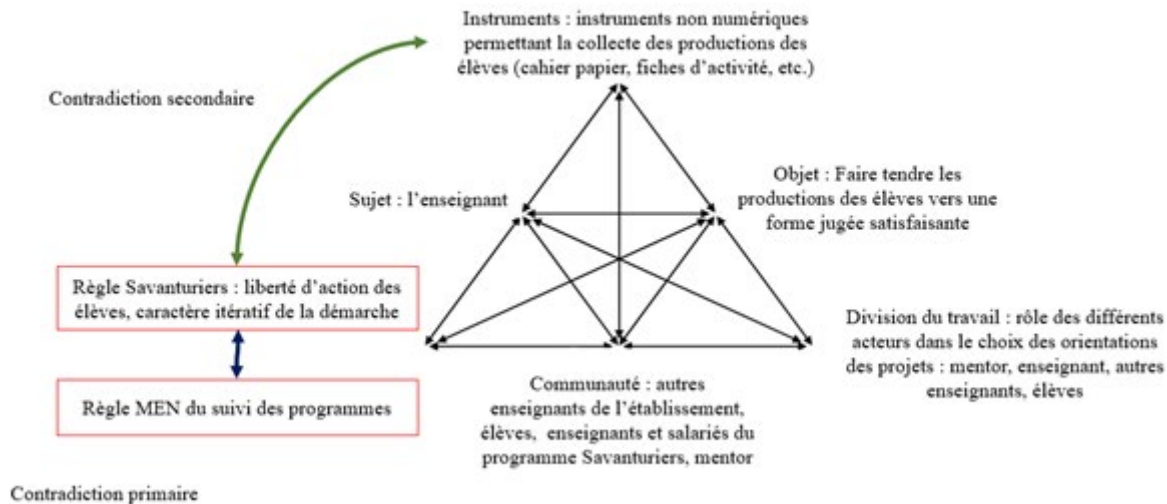 Instruments : instruments non numériques
permettant la collecte des productions des
élèves (cahier papier, fiches d’activité, etc.)
Contradiction secondaire
Sujet : l’enseignant
Objet : Faire tendre les
productions des élèves vers une
forme jugée satisfaisante
Règle Savanturiers : liberté d’action des
élèves, caractère itératif de la démarche
Règle MEN du suivi des programmes
Communauté : autres
enseignants de l’établissement,
élèves, enseignants et salariés du
programme Savanturiers, mentor
Division du travail : rôle des différents
acteurs dans le choix des orientations
des projets : mentor, enseignant, autres
enseignants, élèves
Contradiction primaire